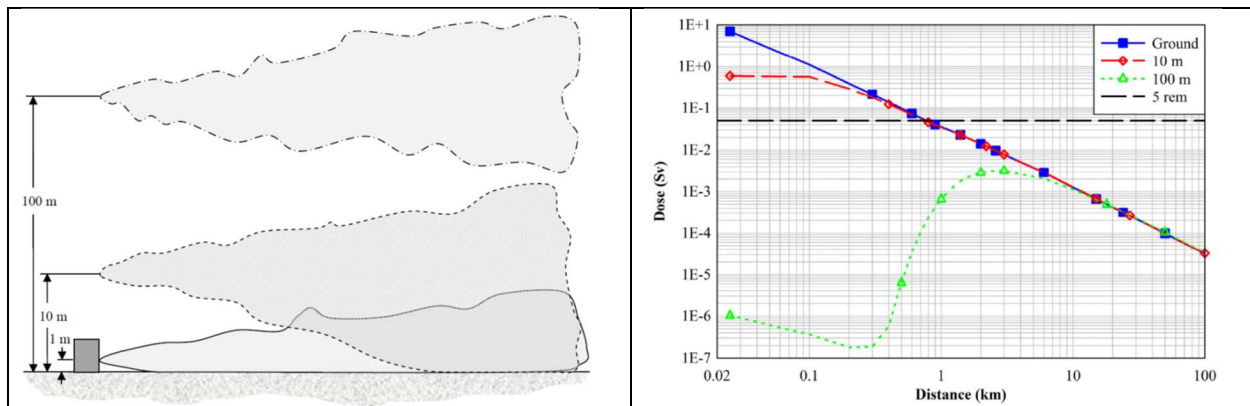 100 m
10 m
1 m
1E+1
1E+0
1E-1
1E-2
1E-3
1E-4
1E-5
1E-6
1E-7
Dose (Sv)
0.02
0.1
1
10
100
Distance (km)
Ground
10 m
100 m
5 rem